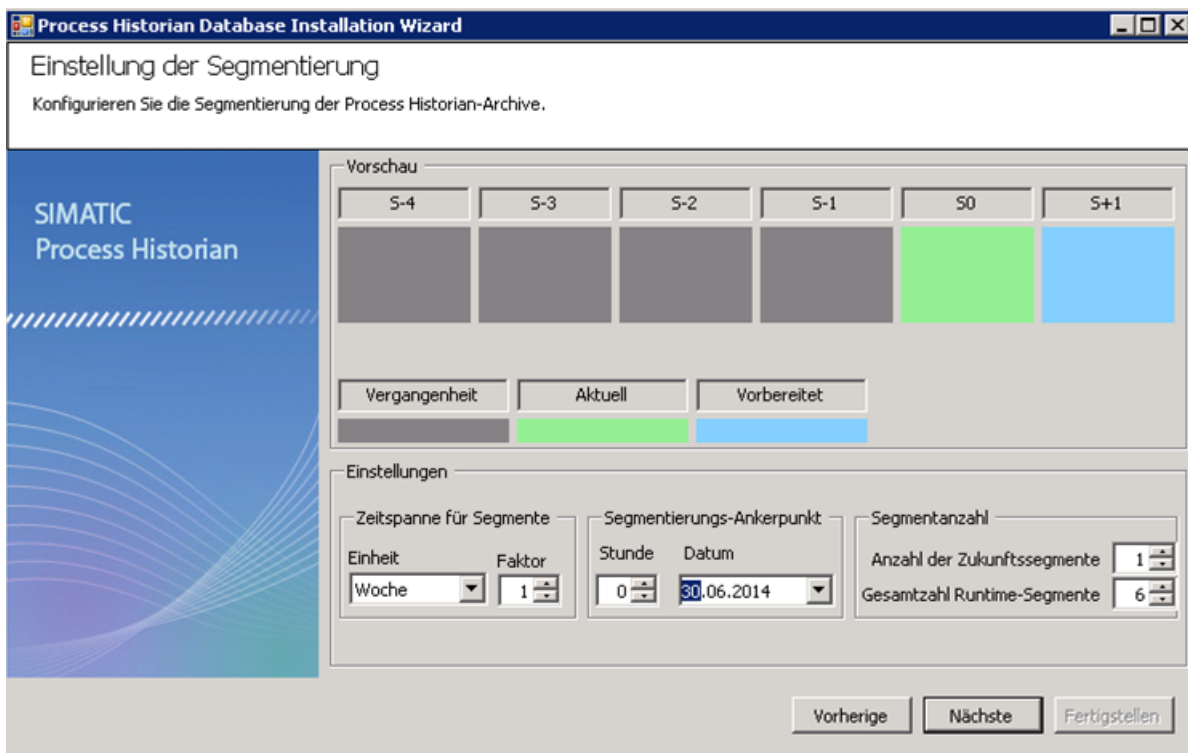 Process Historian Database Installation Wizard
Einstellung der Segmentierung
Konfigurieren Sie die Segmentierung der Process Historian-Archive.
SIMATIC
Process Historian
Vorschau
S-4 S-3 S-2 S-1 S0 S+1
Vergangenheit Aktuell Vorbereitet
Einstellungen
Zeitspanne für Segmente Segmentierungs-Ankerpunkt Segmentanzahl
Einheit Faktor Stunde Datum
Anzahl der Zukunftssegmente 1
Woche 1 0 30.06.2014
Gesamtzahl Runtime-Segmente 6
Vorherige Nächste Fertigstellen